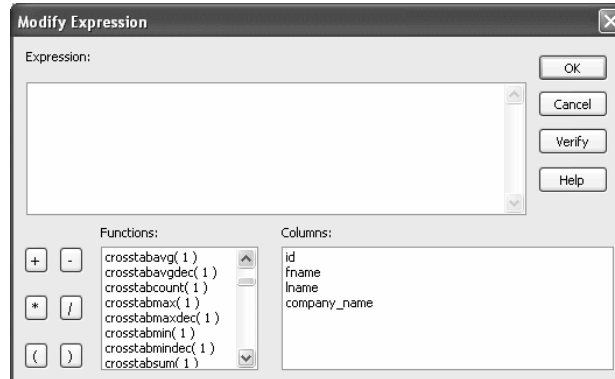 Modify Expression
Expression:
OK
Cancel
Verify
Help
Functions:
Columns:
+ -
* /
( )
crosstabavg( 1 )
crosstabavgdec( 1 )
crosstabcount( 1 )
crosstabmax( 1 )
crosstabmaxdec( 1 )
crosstabmin( 1 )
crosstabmindec( 1 )
crosstabsum( 1 )
id
fname
lname
company_name